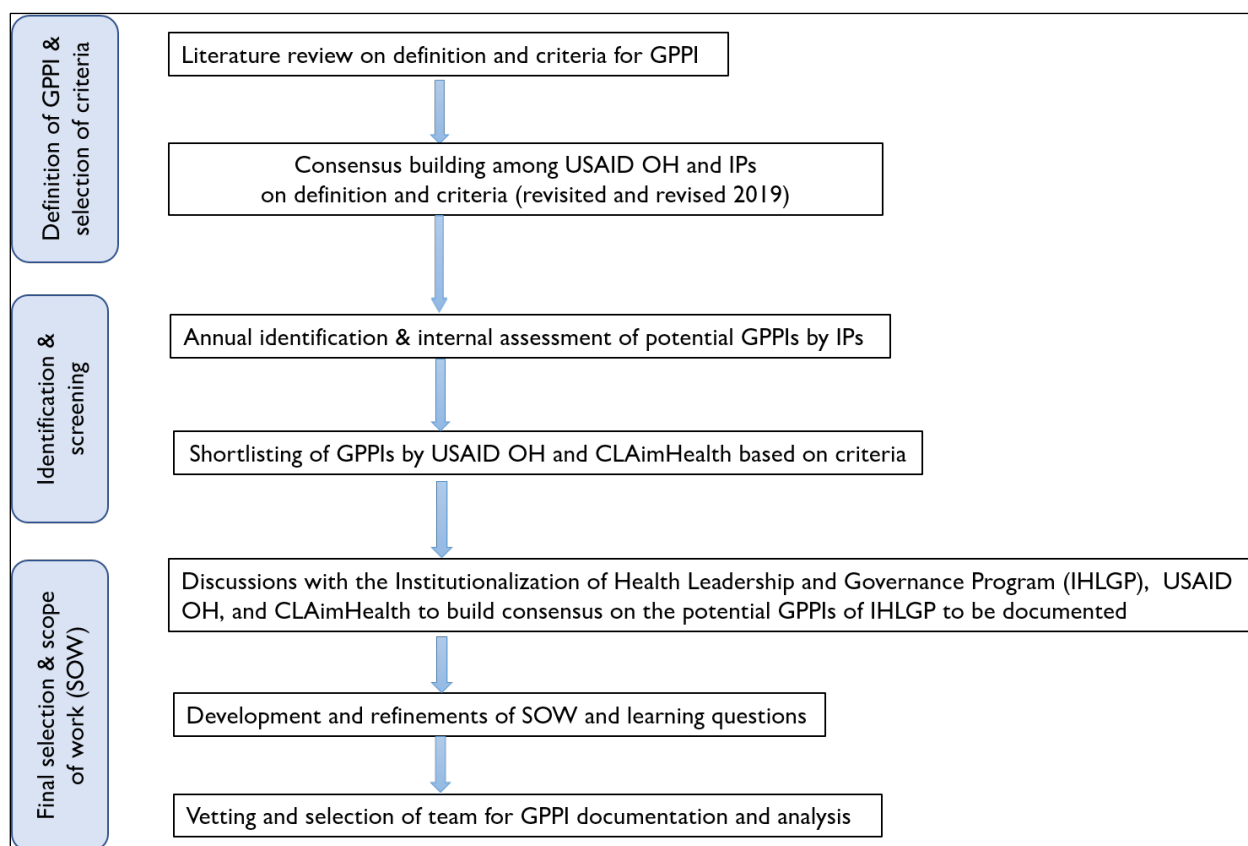 Definition of GPPI &
selection of criteria
Literature review on definition and criteria for GPPI
Consensus building among USAID OH and IPs
on definition and criteria (revisited and revised 2019)
Identification &
screening
Annual identification & internal assessment of potential GPPIs by IPs
Shortlisting of GPPIs by USAID OH and CLAimHealth based on criteria
Final selection & scope
of work (SOW)
Discussions with the Institutionalization of Health Leadership and Governance Program (IHLGP), USAID
OH, and CLAimHealth to build consensus on the potential GPPIs of IHLGP to be documented
Development and refinements of SOW and learning questions
Vetting and selection of team for GPPI documentation and analysis